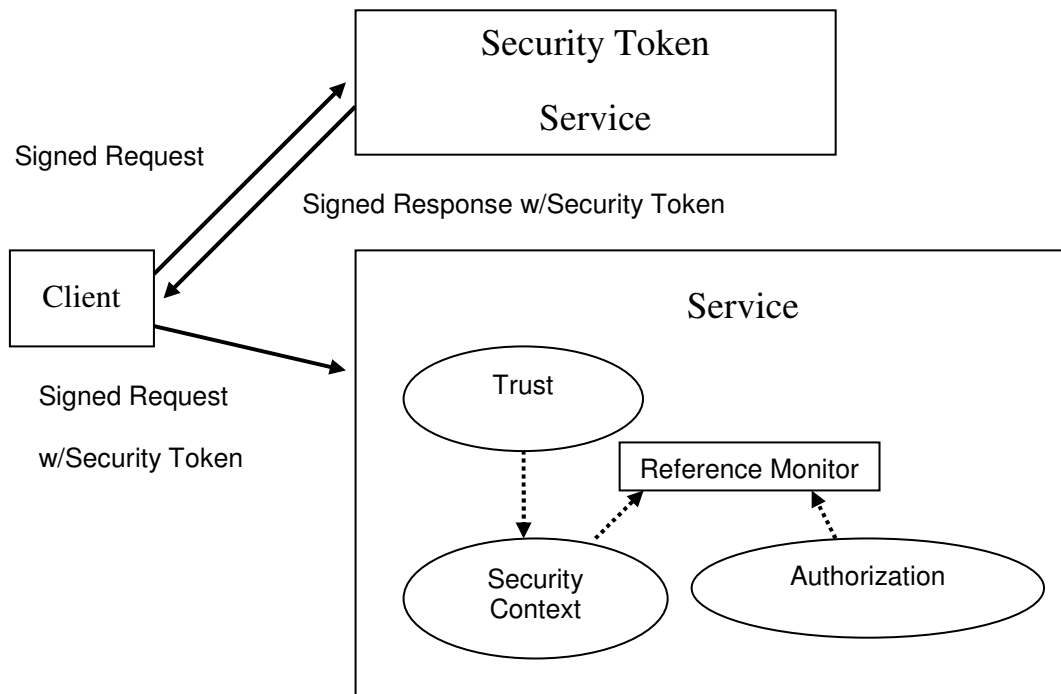 Security Token
Service
Signed Request
Signed Response w/Security Token
Client
Service
Signed Request
w/Security Token
Trust
Reference Monitor
Security
Context
Authorization